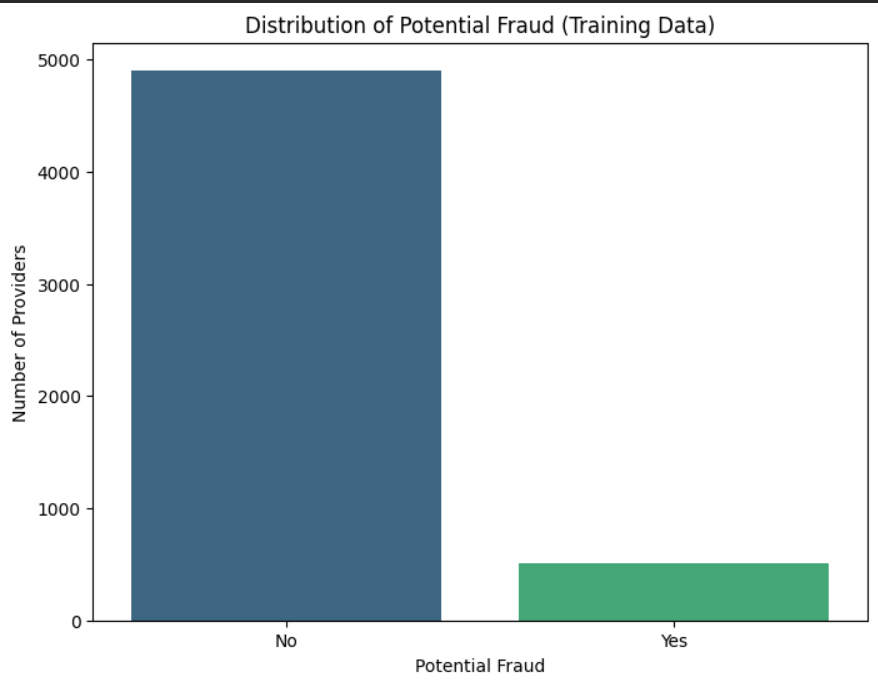 Distribution of Potential Fraud (Training Data)
5000
4000
3000
2000
1000
0
Number of Providers
No
Yes
Potential Fraud